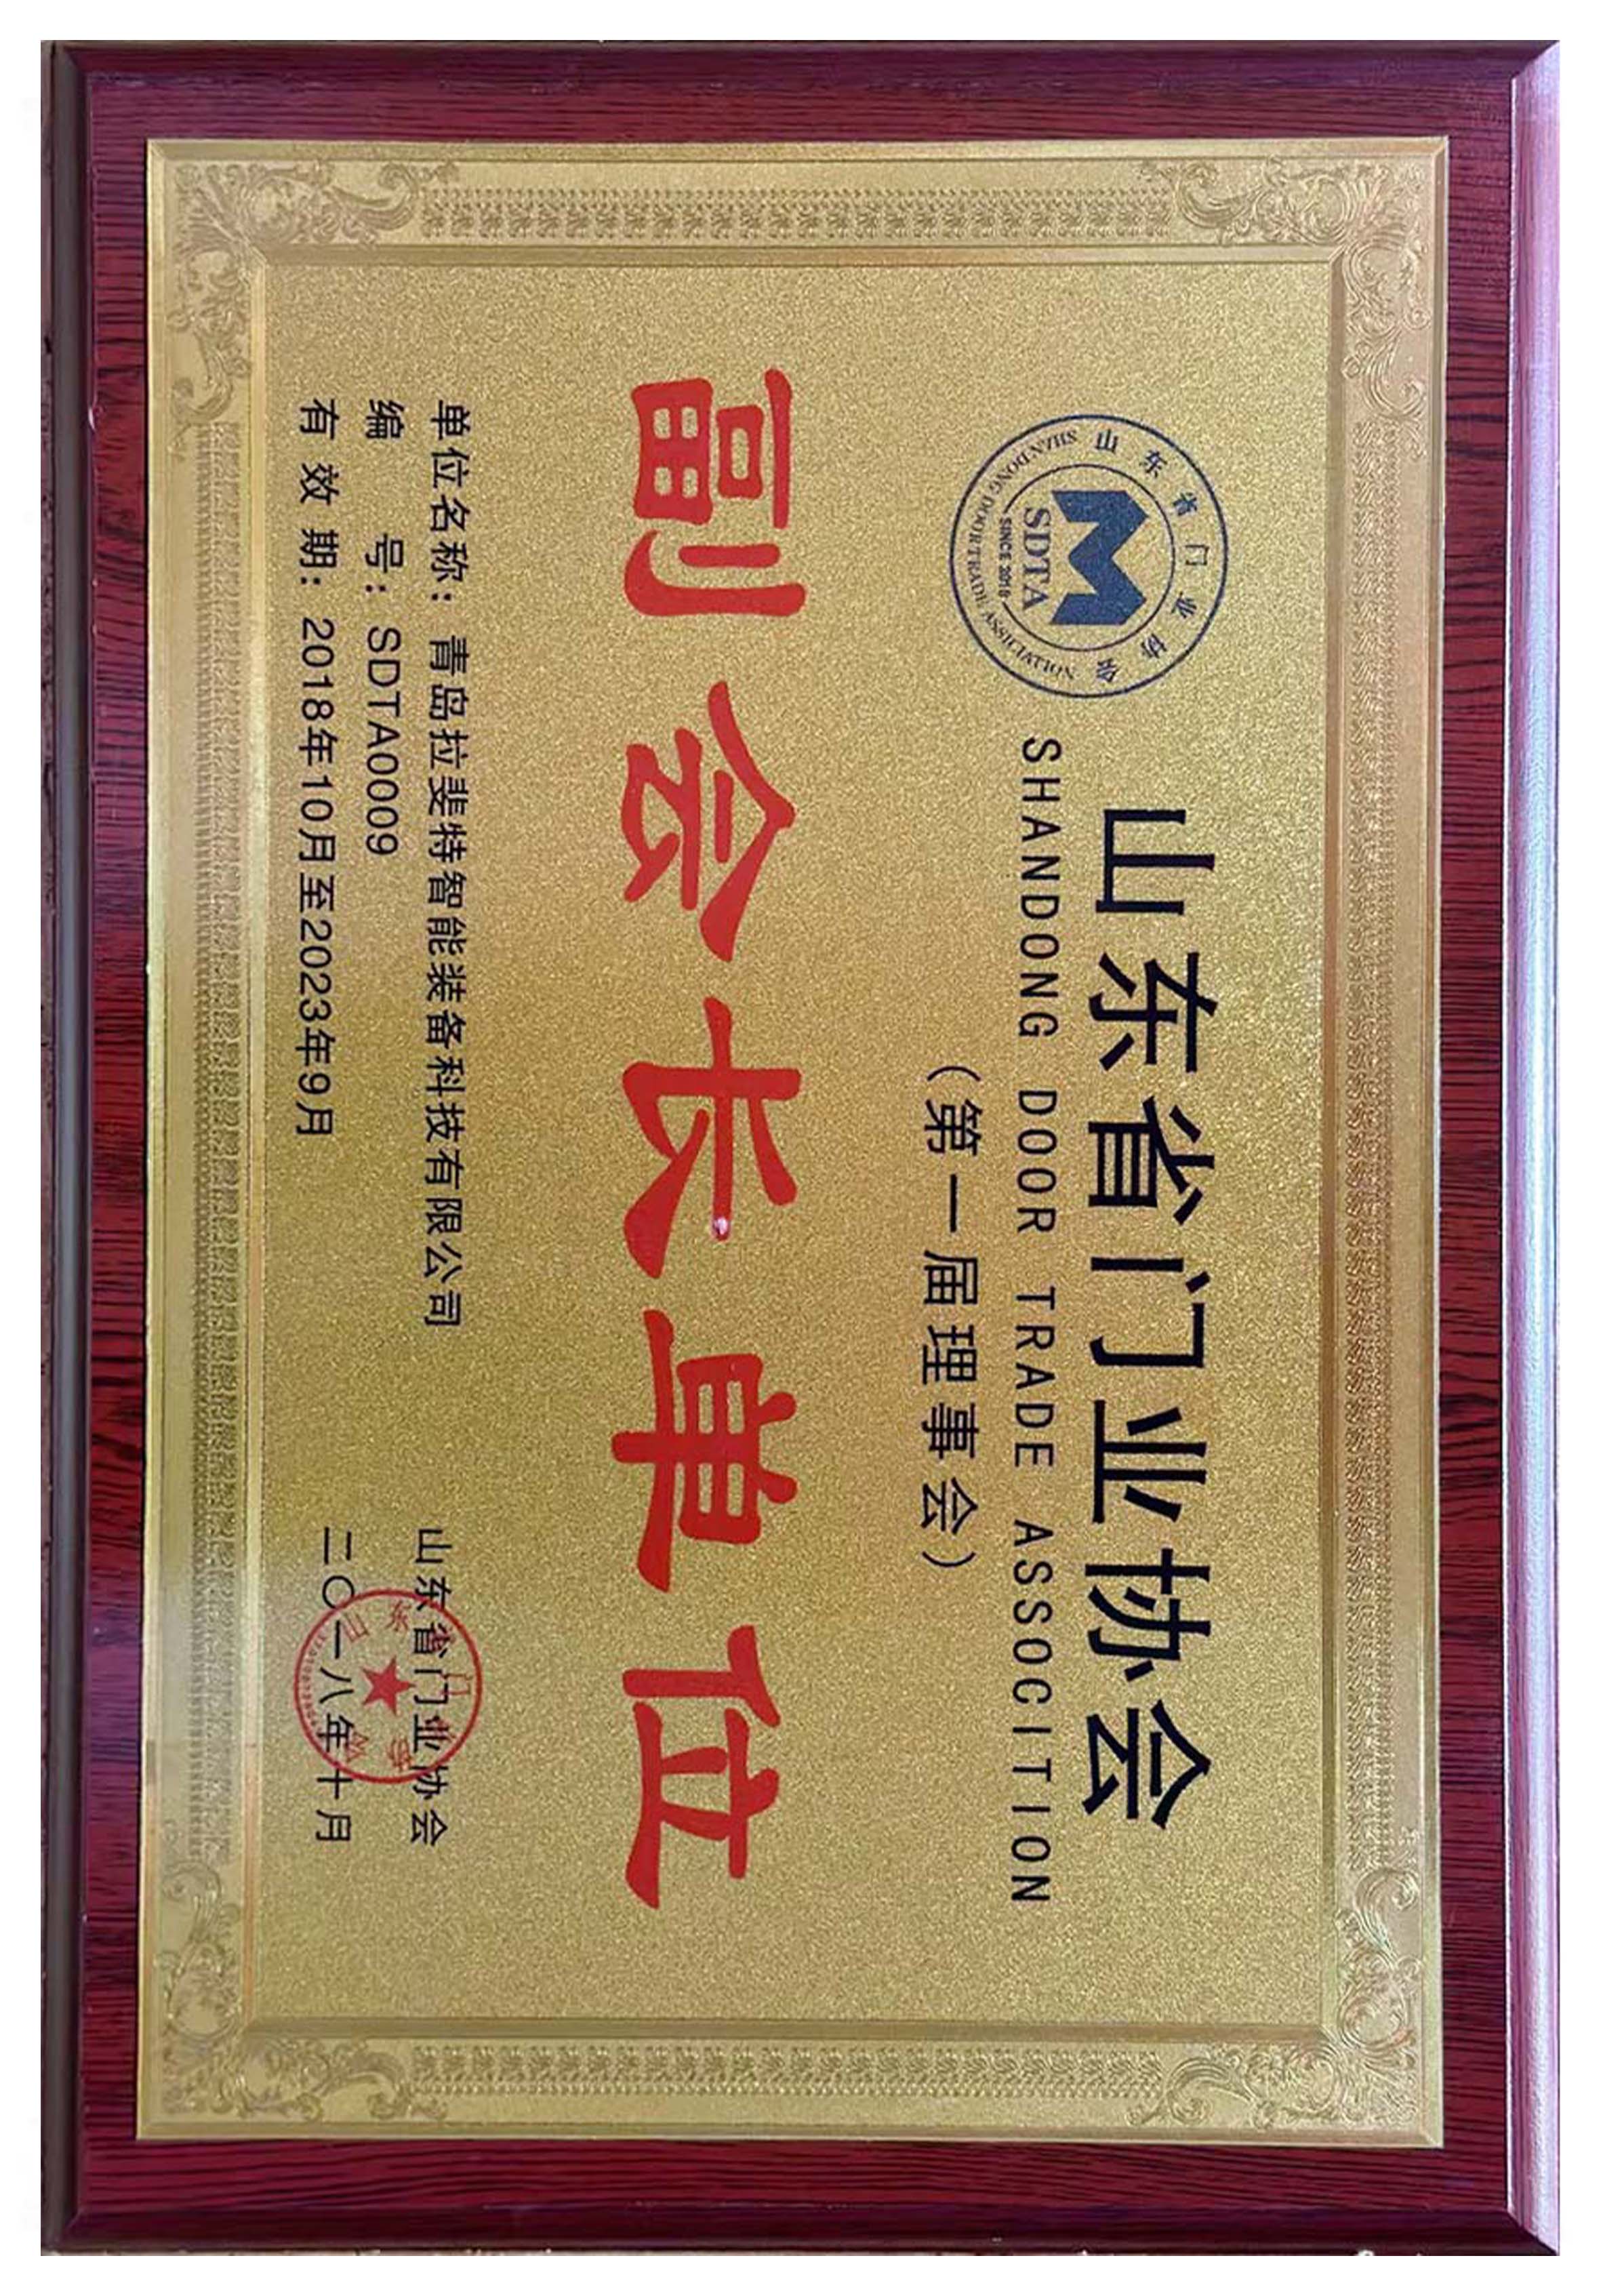 山东省门业协会
SHANDONG DOOR TRADE ASSOCITION
SDTA
SINCE 2018
山东省门业协会
SHANDONG DOOR TRADE ASSICIATION
(第一届理事会)
副会长单位
单位名称：青岛拉斐特智能装备科技有限公司
编 号：SDTA0009
有 效 期：2018年10月至2023年9月
山东省门业协会
二〇一八年十月